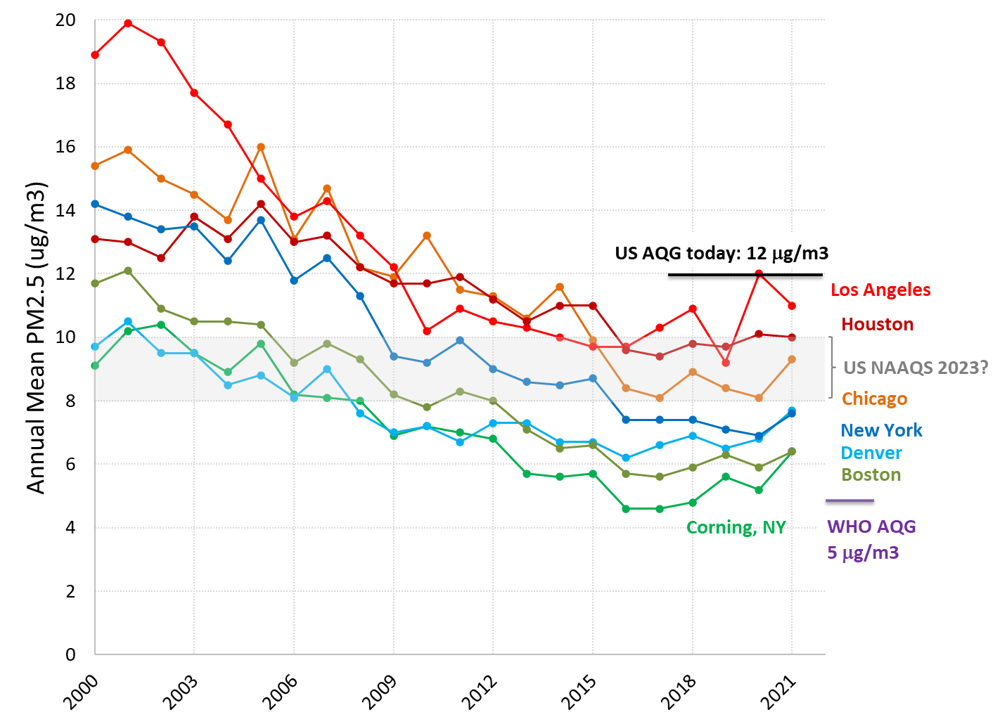 Annual Mean PM2.5 (ug/m3)
20
18
16
14
12
10
8
6
4
2
0
US AQG today: 12 µg/m3
Los Angeles
Houston
US NAAQS 2023?
Chicago
New York
Denver
Boston
Corning, NY
WHO AQG
5 µg/m3
2000
2003
2006
2009
2012
2015
2018
2021